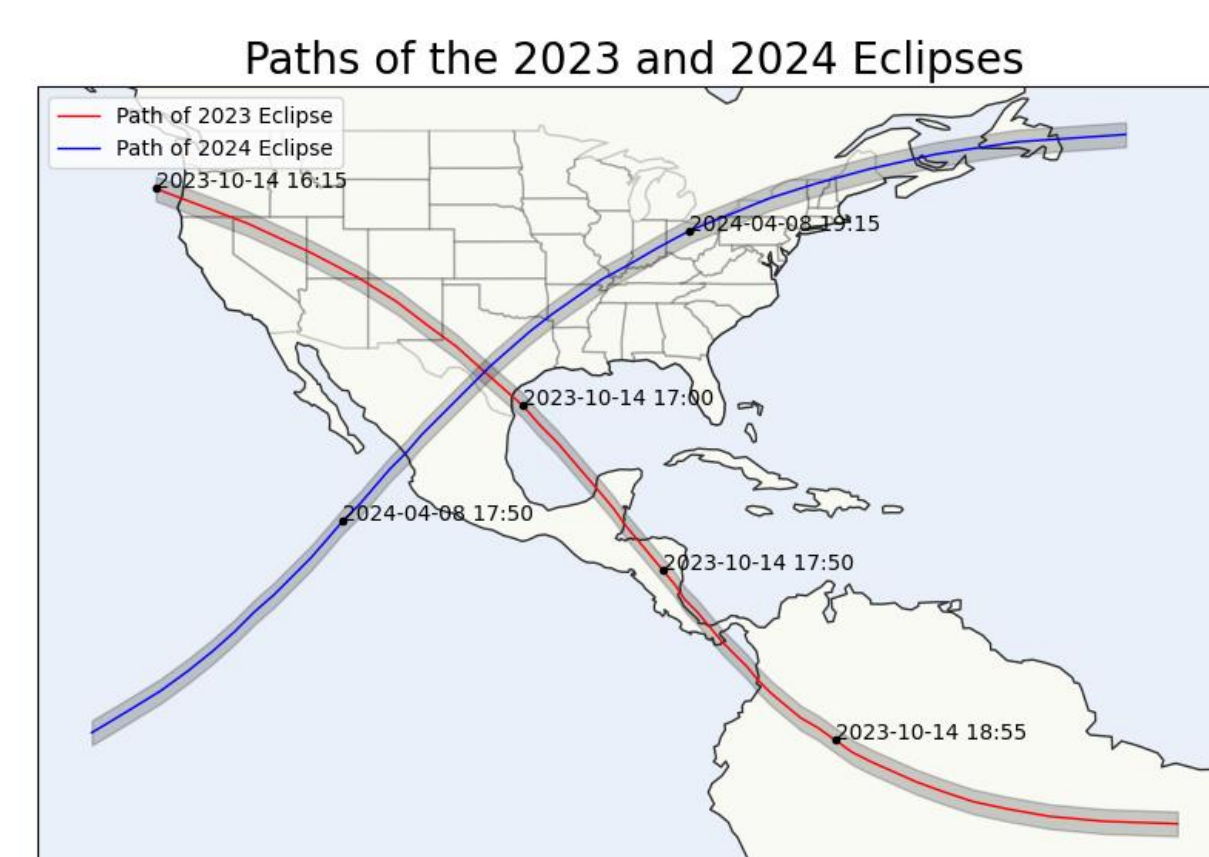 Paths of the 2023 and 2024 Eclipses
Path of 2023 Eclipse
Path of 2024 Eclipse
2023-10-14 16:15
2024-04-08 19:15
2023-10-14 17:00
2024-04-08 17:50
2023-10-14 17:50
2023-10-14 18:55